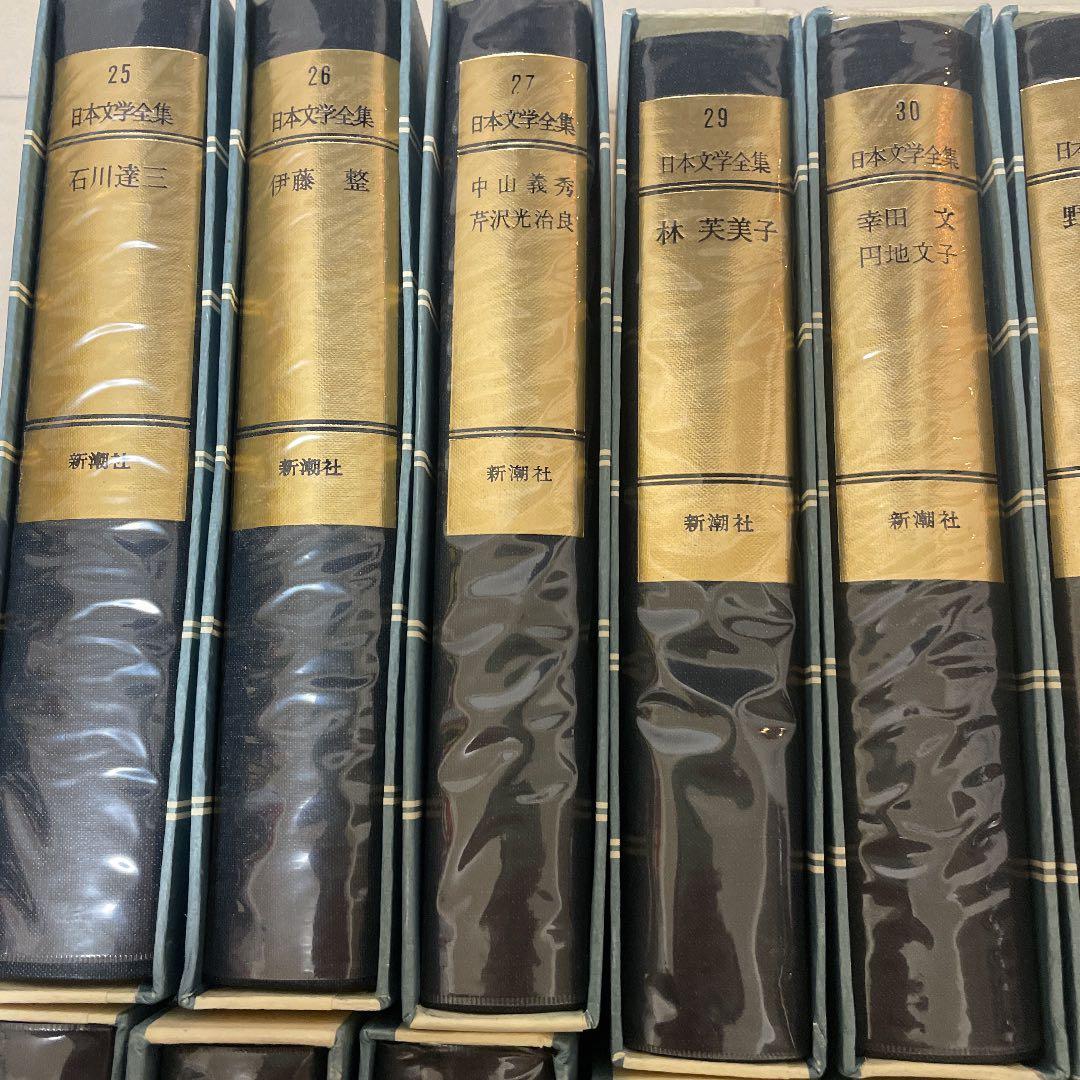 25
日本文学全集
石川達三
新潮社
26
日本文学全集
伊藤 整
新潮社
27
日本文学全集
中山義秀
芹沢光治良
新潮社
29
日本文学全集
林 芙美子
新潮社
30
日本文学全集
幸田 文
円地文子
新潮社
日本
野